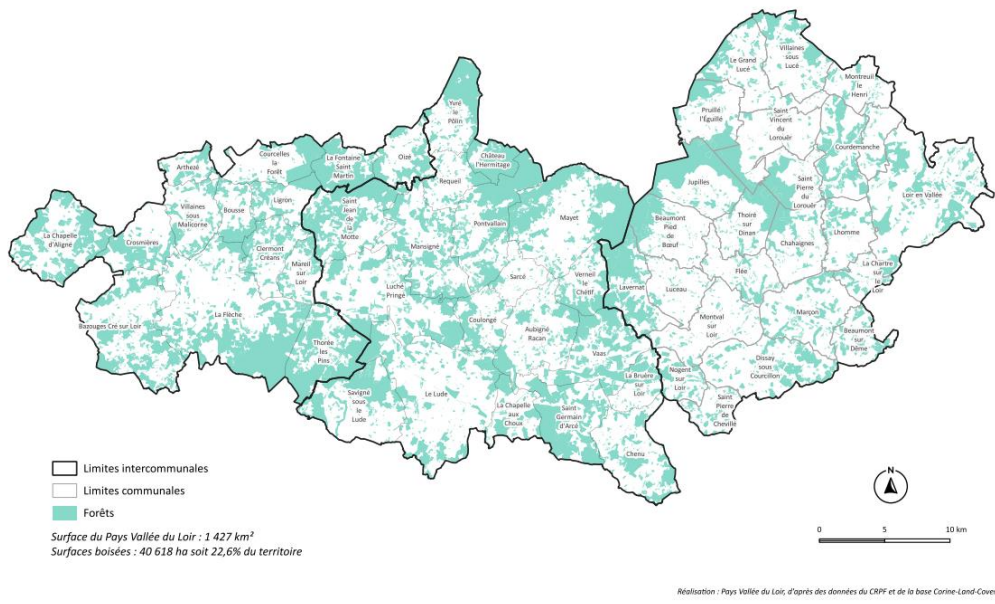 Le Grand
Lucé
Villaines
sous
Lucé
Montreuil
le
Henri
Pruillé
l'Éguillé
Saint
Vincent
du
Lorouër
Courdemanche
Yvré
le
Pôlin
Château
l'Hermitage
Oizé
Requeil
La Fontaine
Saint
Martin
Courcelles
la
Forêt
Arthezé
Ligron
Bousse
Villaines
sous
Malicorne
La Chapelle
d'Aligné
Crosmières
Clermont
Créans
Mareil
sur
Loir
Saint
Jean
de la
Motte
Mansigné
Pontvallain
Mayet
Jupilles
Saint
Pierre
du
Lorouër
Loir en Vallée
Beaumont
Pied
de
Bœuf
Thoiré
sur
Dinan
Chahaignes
Lhomme
Flée
La Chartre
sur
le
Loir
Sarcé
Verneil
le
Chétif
Lavernat
Luceau
Luché
Pringé
Coulongé
Aubigné
Racan
Vaas
Montval
sur
Loir
Marçon
Beaumont
sur
Dême
Bazouges Cré sur Loir
La Flèche
Thorée
les
Pins
Dissay
sous
Courcillon
Nogent
sur
Loir
Saint
Pierre
de
Chevillé
La Bruère
sur
Loir
Savigné
sous
le
Lude
Le Lude
La Chapelle
aux
Choux
Saint
Germain
d'Arcé
Chenu
Limites intercommunales
Limites communales
Forêts
Surface du Pays Vallée du Loir : 1 427 km²
Surfaces boisées : 40 618 ha soit 22,6% du territoire
N
0 5 10 km
Réalisation : Pays Vallée du Loir, d'après des données du CRPF et de la base Corine-Land-Cover